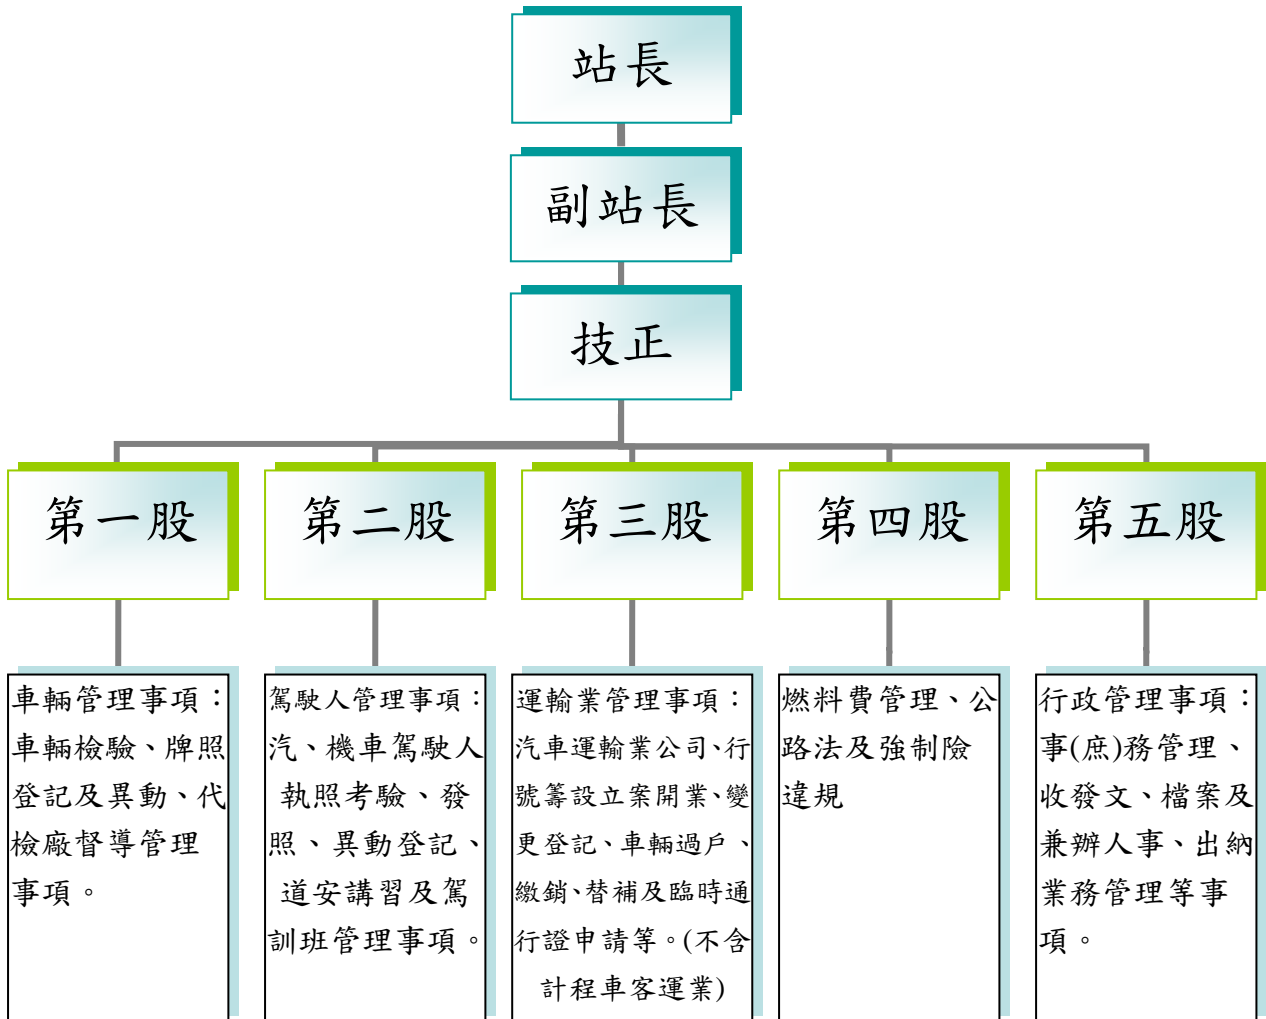 站長
副站長
技正
第一股
第二股
第三股
第四股
第五股
車輛管理事項：
車輛檢驗、牌照
登記及異動、代
檢廠督導管理
事項。
駕駛人管理事項：
汽、機車駕駛人
執照考驗、發
照、異動登記、
道安講習及駕
訓班管理事項。
運輸業管理事項：
汽車運輸業公司、行
號籌設立案開業、變
更登記、車輛過戶、
繳銷、替補及臨時通
行證申請等。(不含
計程車客運業)
燃料費管理、公
路法及強制險
違規
行政管理事項：
事(庶)務管理、
收發文、檔案及
兼辦人事、出納
業務管理等事
項。